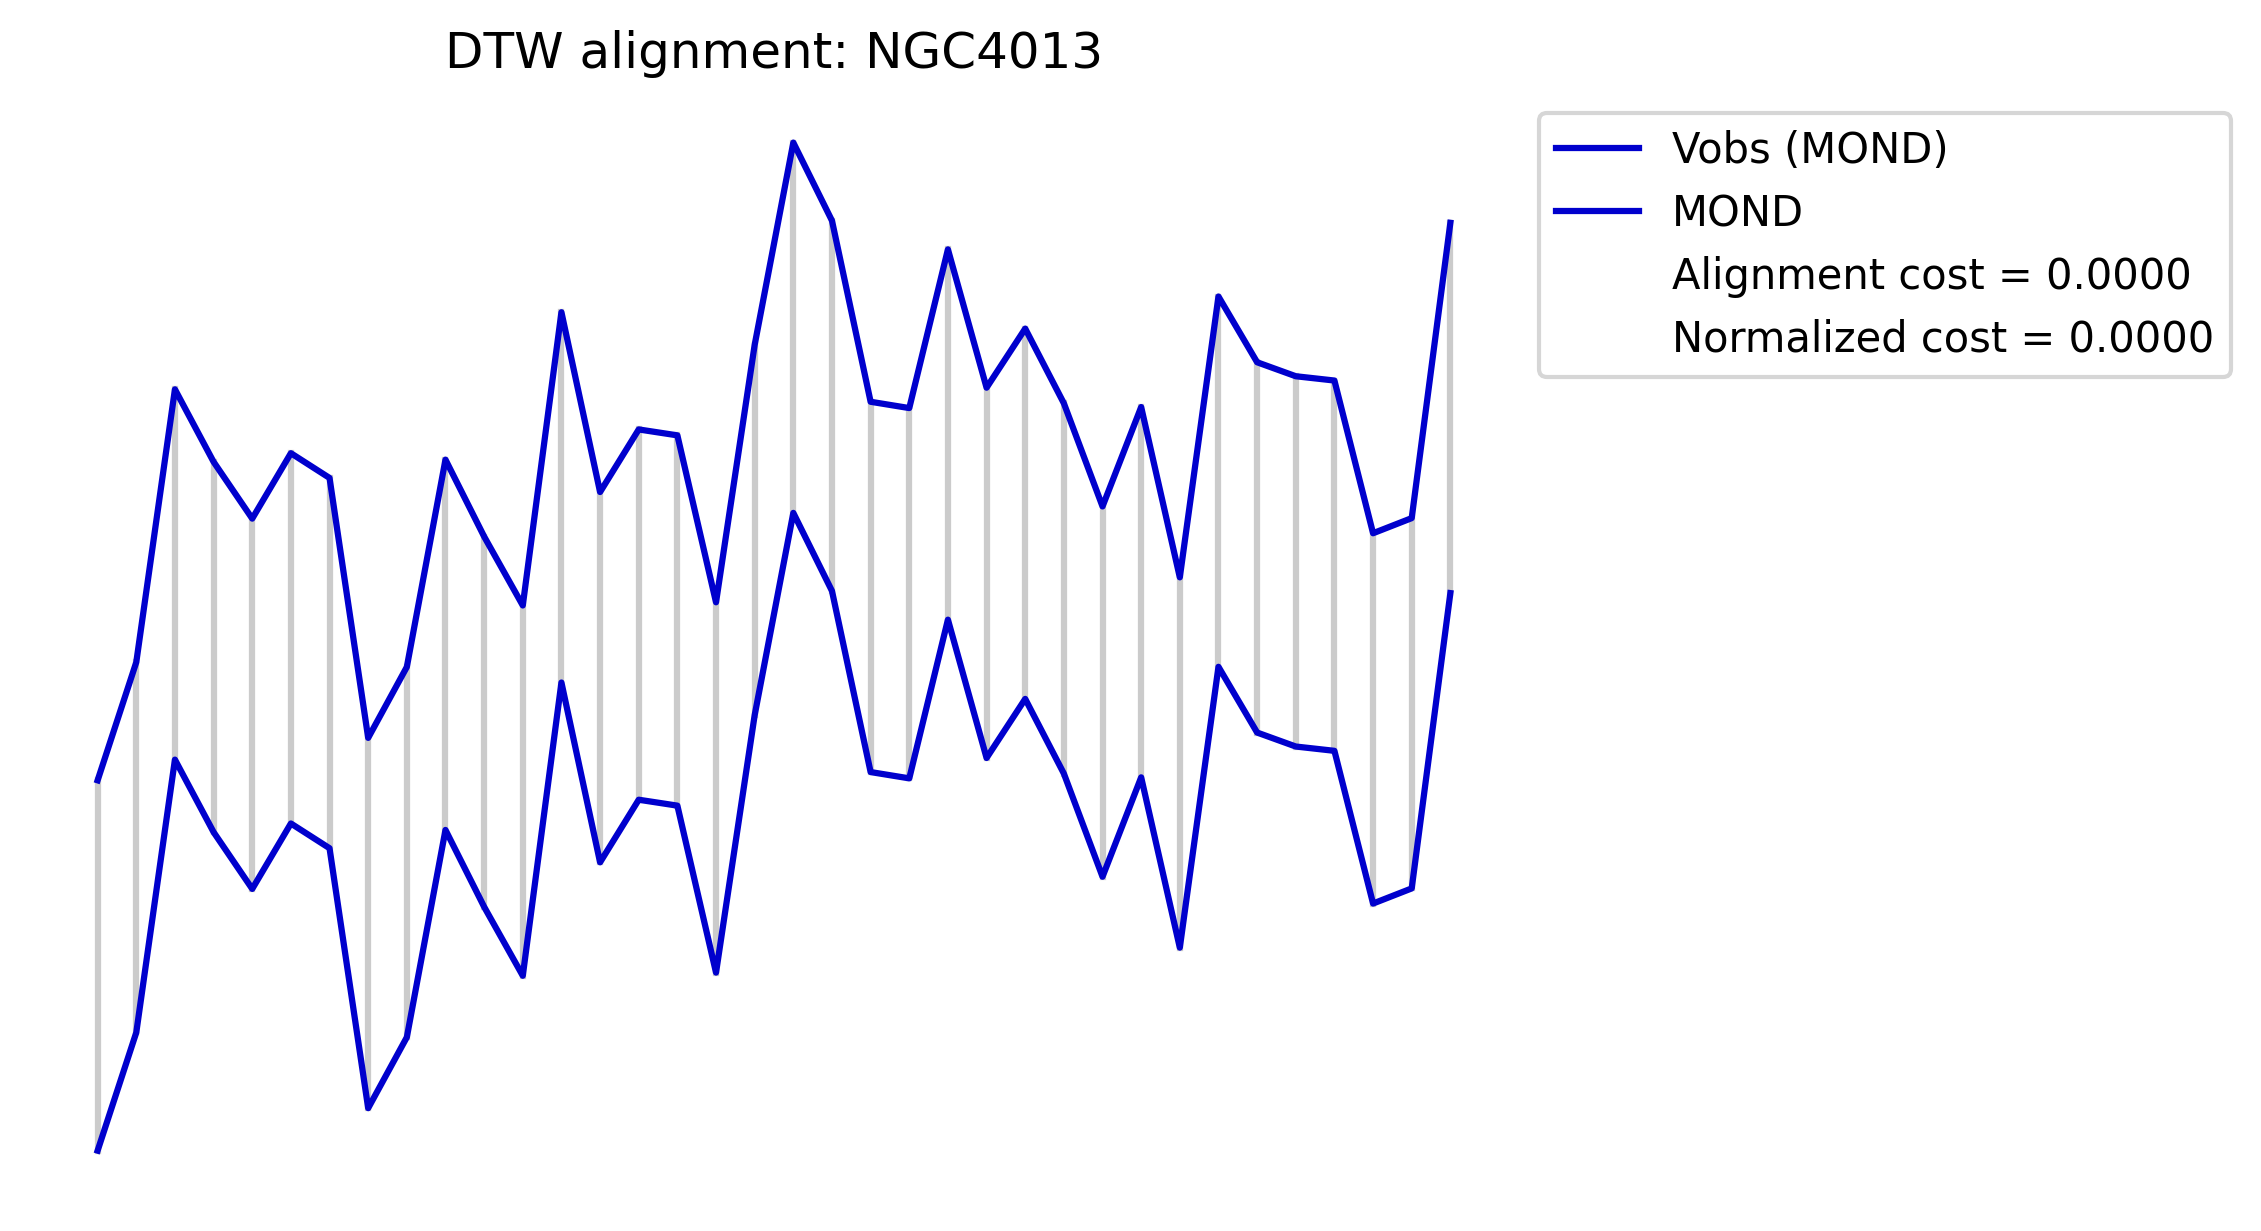 DTW alignment: NGC4013
Vobs (MOND)
MOND
Alignment cost = 0.0000
Normalized cost = 0.0000